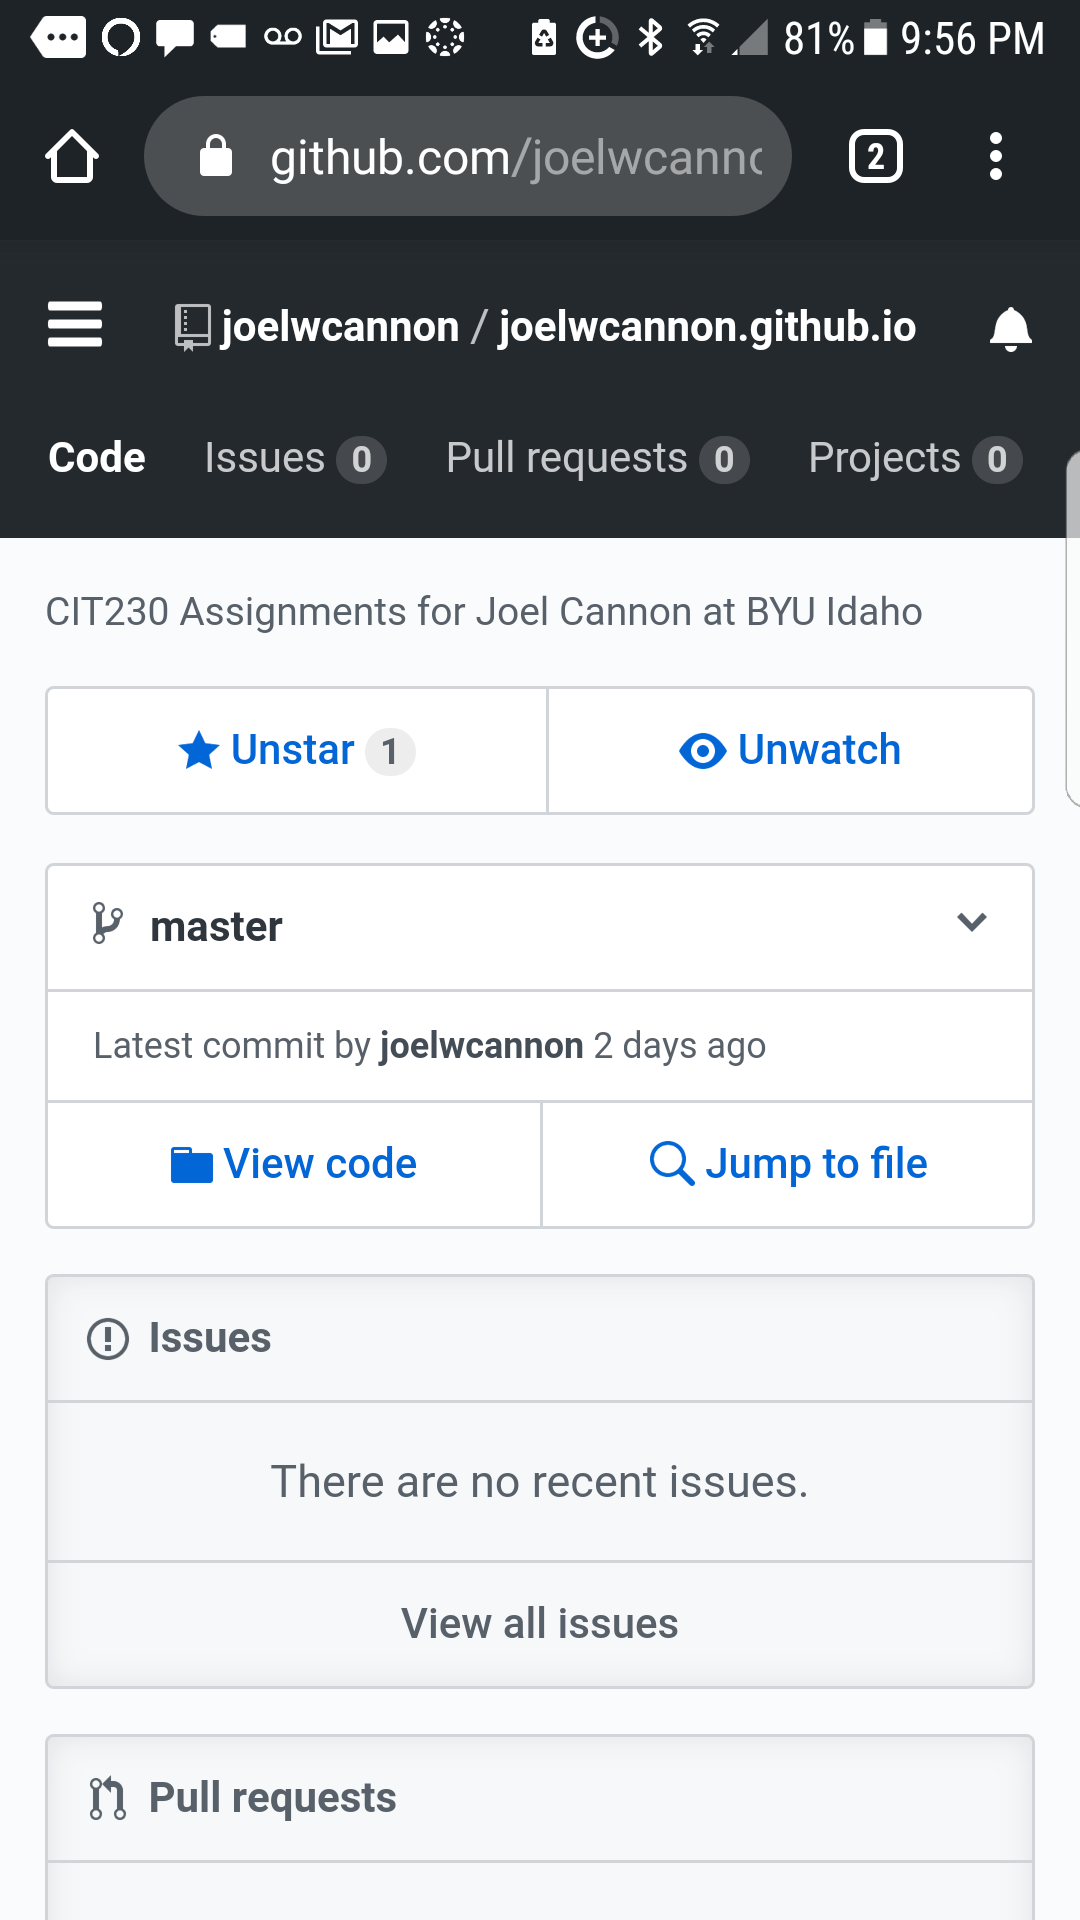 81% 9:56 PM
github.com/joelwcann
2
joelwcannon / joelwcannon.github.io
Code Issues 0 Pull requests 0 Projects 0
CIT230 Assignments for Joel Cannon at BYU Idaho
Unstar 1 Unwatch
master
Latest commit by joelwcannon 2 days ago
View code Jump to file
Issues
There are no recent issues.
View all issues
Pull requests